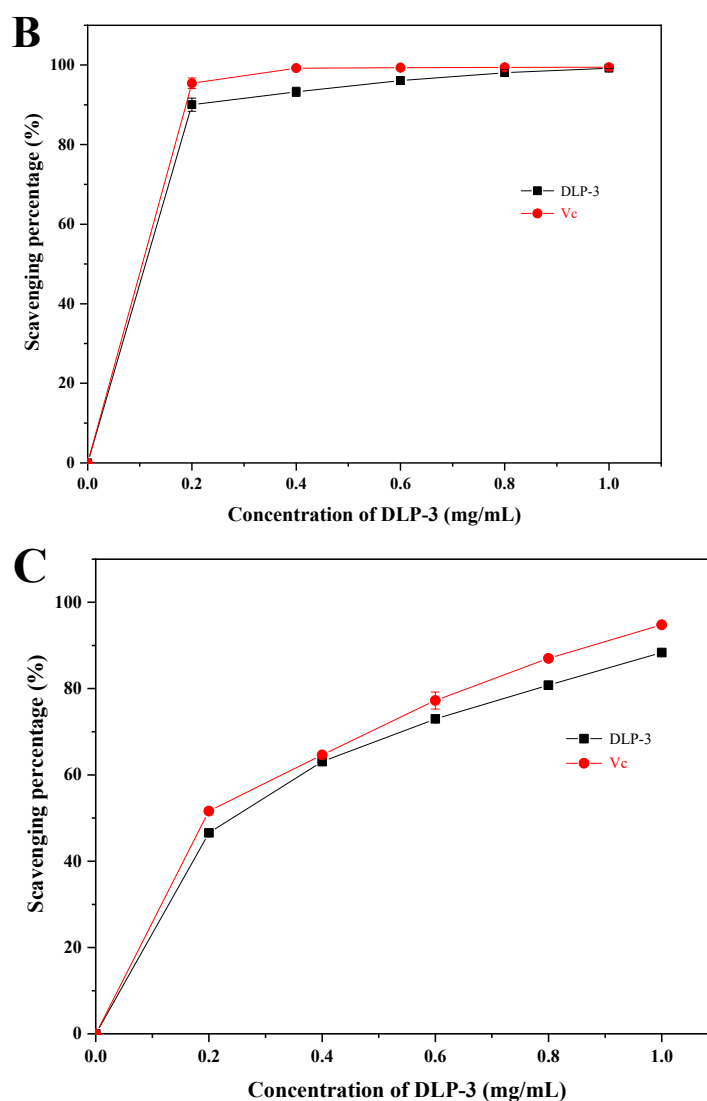 B
100
80
60
40
20
0
Scavenging percentage (%)
DLP-3
Vc
0.0 0.2 0.4 0.6 0.8 1.0
Concentration of DLP-3 (mg/mL)
C
100
80
60
40
20
0
Scavenging percentage (%)
DLP-3
Vc
0.0 0.2 0.4 0.6 0.8 1.0
Concentration of DLP-3 (mg/mL)